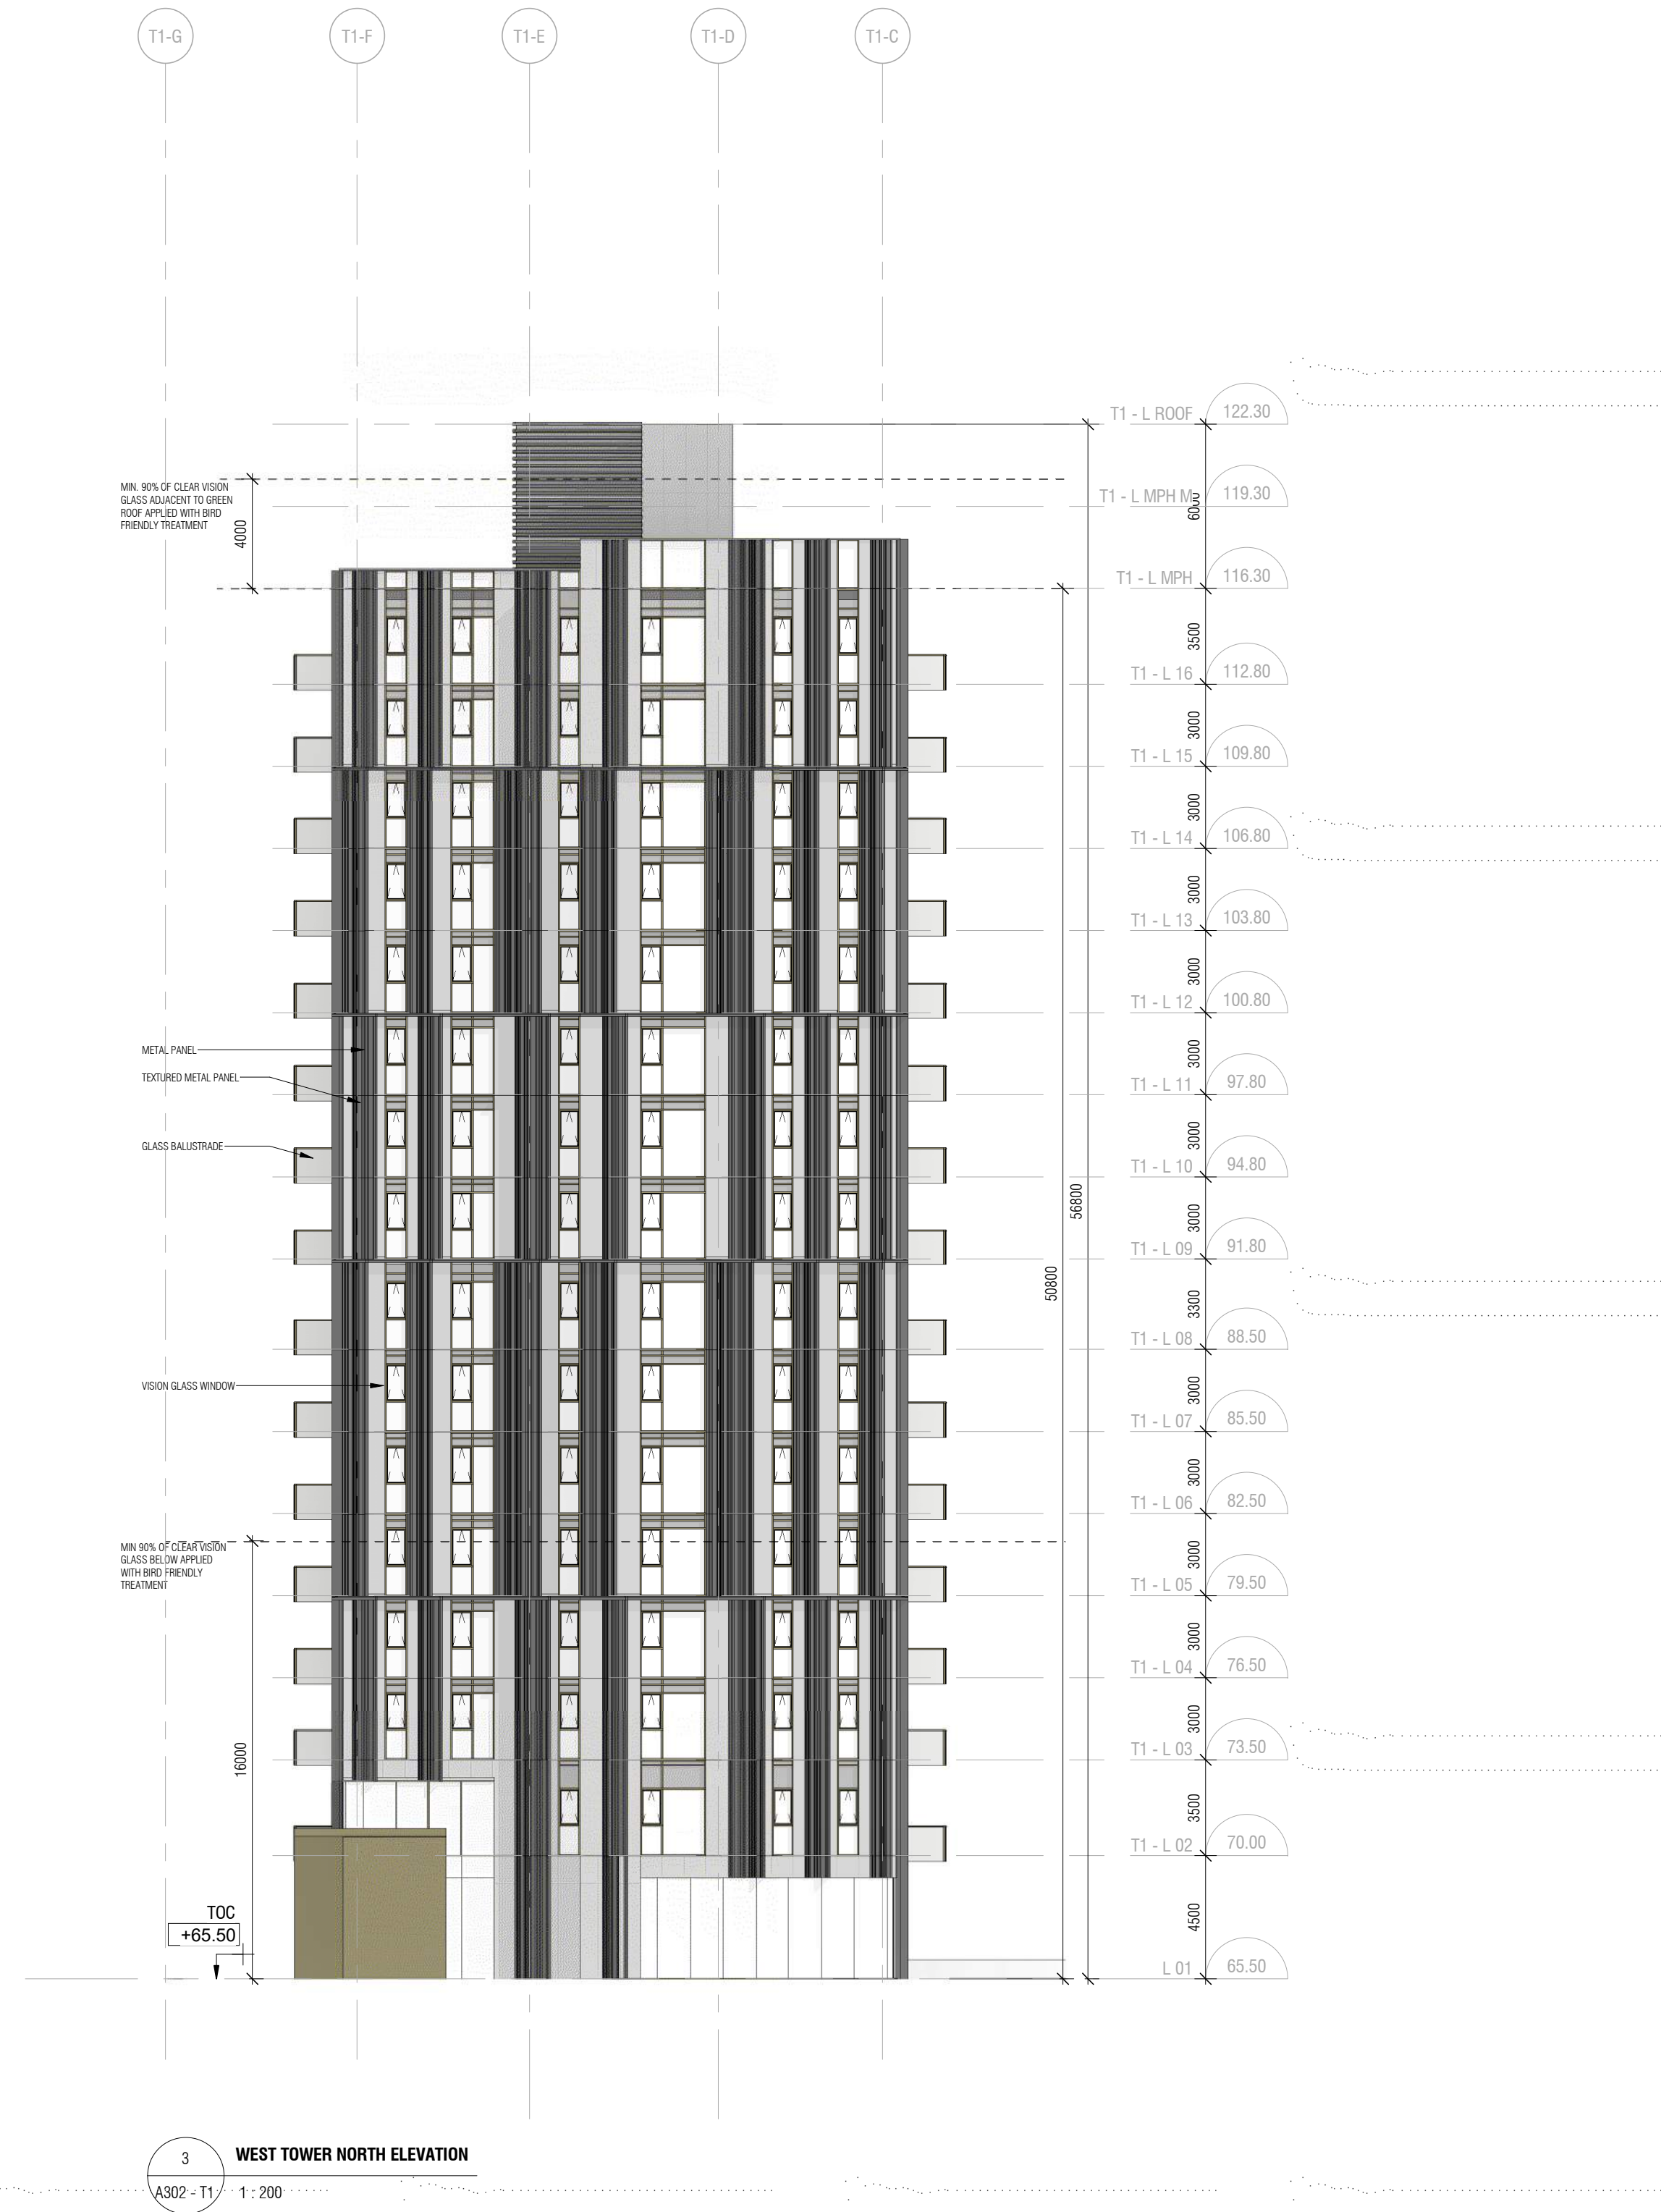 T1-G
T1-F
T1-E
T1-D
T1-C
T1 - L ROOF
122.30
MIN. 90% OF CLEAR VISION
GLASS ADJACENT TO GREEN
ROOF APPLIED WITH BIRD
FRIENDLY TREATMENT
4000
T1 - L MPH M
119.30
6000
T1 - L MPH
116.30
3500
T1 - L 16
112.80
3000
T1 - L 15
109.80
3000
T1 - L 14
106.80
3000
T1 - L 13
103.80
3000
T1 - L 12
100.80
METAL PANEL
3000
TEXTURED METAL PANEL
T1 - L 11
97.80
GLASS BALUSTRADE
3000
T1 - L 10
94.80
56800
3000
T1 - L 09
91.80
50800
3300
T1 - L 08
88.50
VISION GLASS WINDOW
3000
T1 - L 07
85.50
3000
T1 - L 06
82.50
MIN 90% OF CLEAR VISION
GLASS BELOW APPLIED
WITH BIRD FRIENDLY
TREATMENT
3000
T1 - L 05
79.50
3000
T1 - L 04
76.50
3000
T1 - L 03
73.50
16000
3500
T1 - L 02
70.00
TOC
+65.50
4500
L 01
65.50
3
WEST TOWER NORTH ELEVATION
A302 - T1
1 : 200